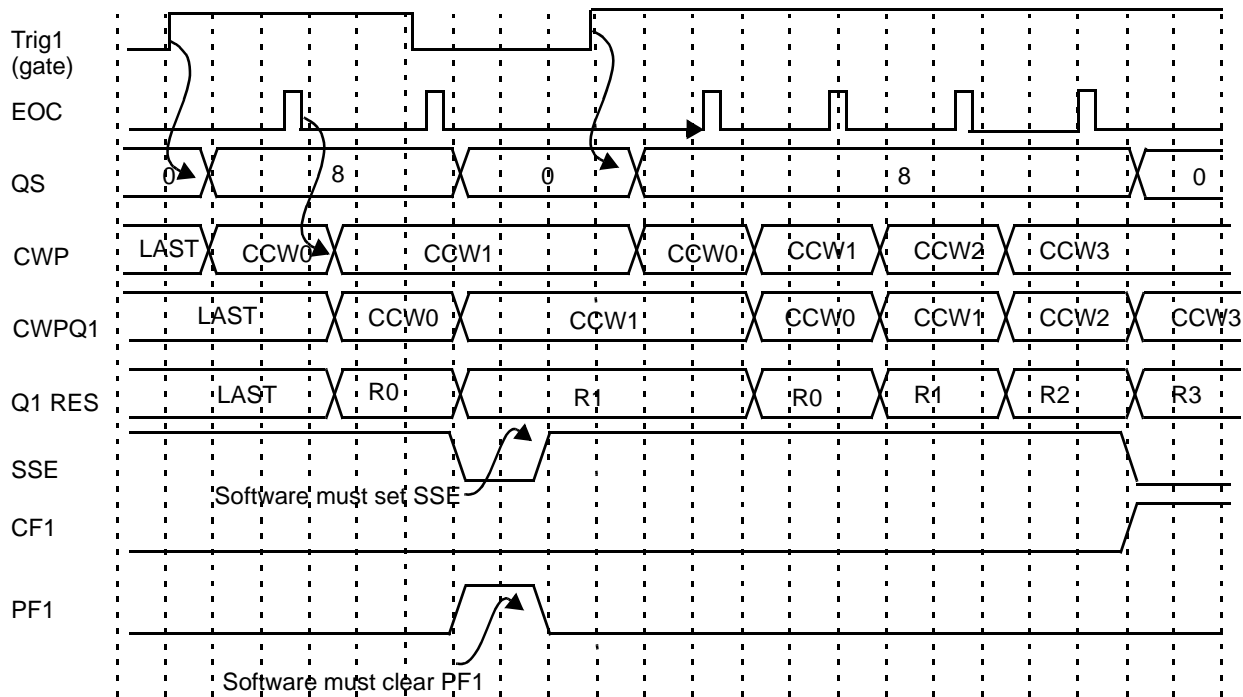 Trig1
(gate)
EOC
QS 0 8 0 8 0
CWP LAST CCW0 CCW1 CCW0 CCW1 CCW2 CCW3
CWPQ1 LAST CCW0 CCW1 CCW0 CCW1 CCW2 CCW3
Q1 RES LAST R0 R1 R0 R1 R2 R3
SSE
Software must set SSE
CF1
PF1
Software must clear PF1